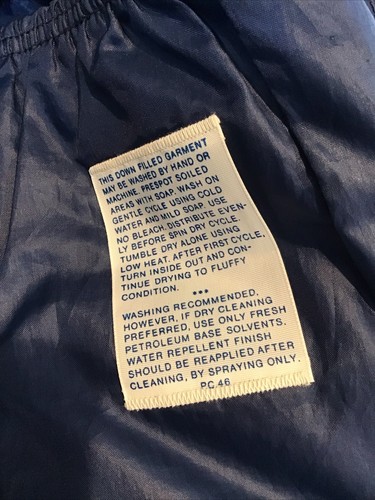 THIS DOWN FILLED GARMENT
MAY BE WASHED BY HAND OR
MACHINE. PRESPOT SOILED
AREAS WITH SOAP. WASH ON
GENTLE CYCLE USING COLD
WATER AND MILD SOAP. USE
NO BLEACH. DISTRIBUTE EVEN-
LY BEFORE SPIN DRY CYCLE.
TUMBLE DRY ALONE USING
LOW HEAT. AFTER FIRST CYCLE,
TURN INSIDE OUT AND CON-
TINUE DRYING TO FLUFFY
CONDITION.
***
WASHING RECOMMENDED,
HOWEVER, IF DRY CLEANING
PREFERRED, USE ONLY FRESH
PETROLEUM BASE SOLVENTS.
WATER REPELLENT FINISH
SHOULD BE REAPPLIED AFTER
CLEANING, BY SPRAYING ONLY.
PC 46